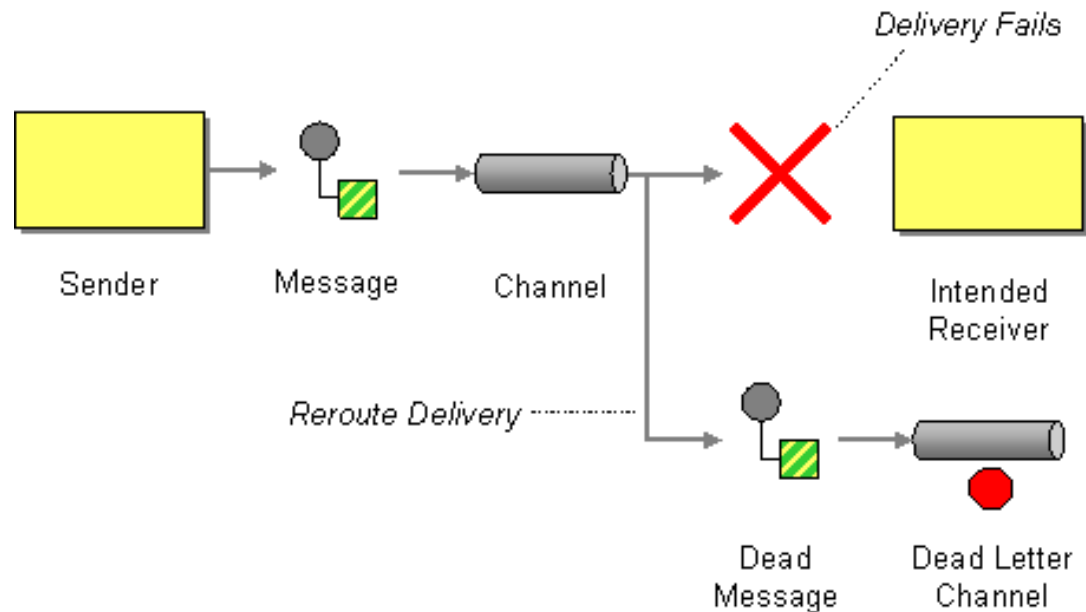 Delivery Fails
Sender
Message
Channel
Intended
Receiver
Reroute Delivery
Dead
Message
Dead Letter
Channel